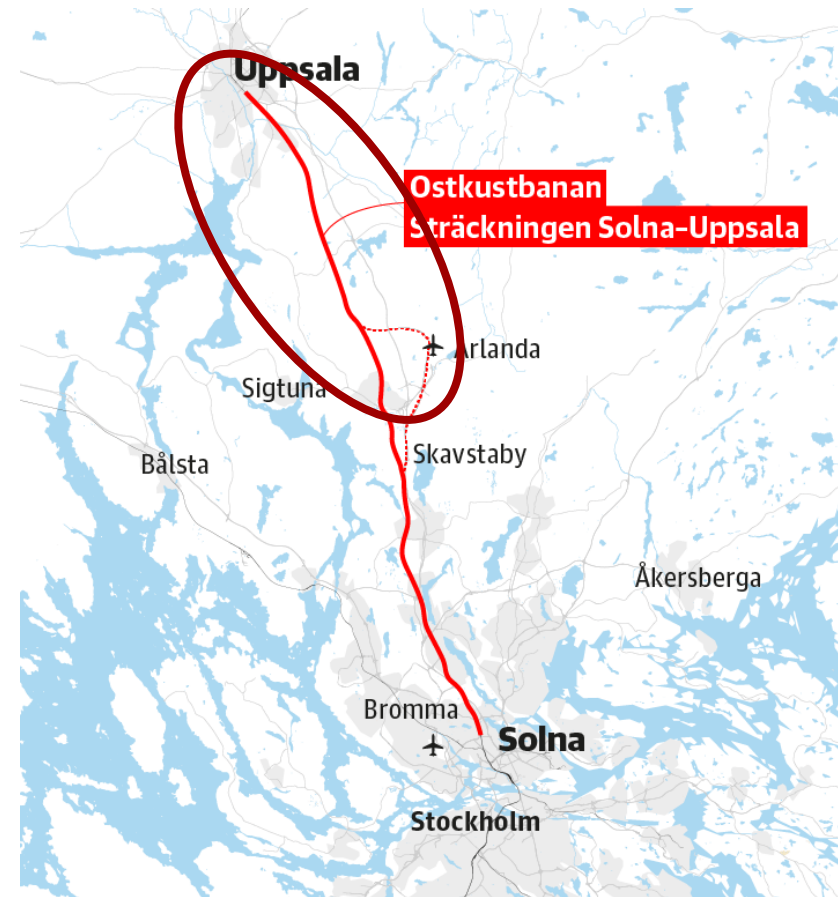 Uppsala
Ostkustbanan
Sträckningen Solna–Uppsala
Arlanda
Sigtuna
Skavstaby
Bålsta
Åkersberga
Bromma
Solna
Stockholm